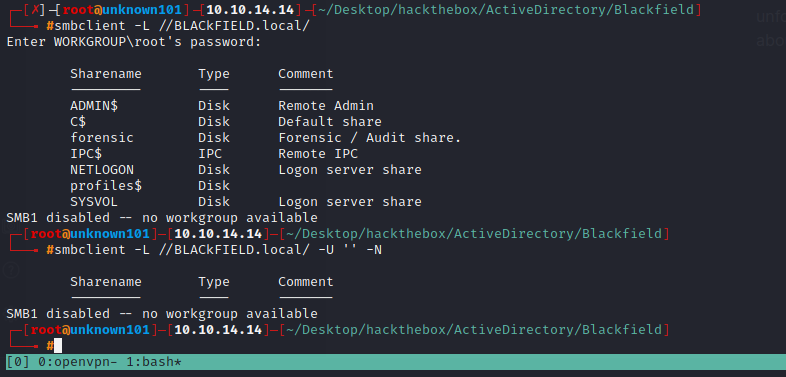 ┌─[✗]─[root@unknown101]─[10.10.14.14]─[~/Desktop/hackthebox/ActiveDirectory/Blackfield]
└──╼ #smbclient -L //BLACkFIELD.local/
Enter WORKGROUP\root's password:
Sharename       Type      Comment
---------       ----      -------
ADMIN$          Disk      Remote Admin
C$              Disk      Default share
forensic        Disk      Forensic / Audit share.
IPC$            IPC       Remote IPC
NETLOGON        Disk      Logon server share
profiles$       Disk
SYSVOL          Disk      Logon server share
SMB1 disabled -- no workgroup available
┌─[root@unknown101]─[10.10.14.14]─[~/Desktop/hackthebox/ActiveDirectory/Blackfield]
└──╼ #smbclient -L //BLACkFIELD.local/ -U '' -N
Sharename       Type      Comment
---------       ----      -------
SMB1 disabled -- no workgroup available
┌─[root@unknown101]─[10.10.14.14]─[~/Desktop/hackthebox/ActiveDirectory/Blackfield]
└──╼ #
[0] 0:openvpn- 1:bash*